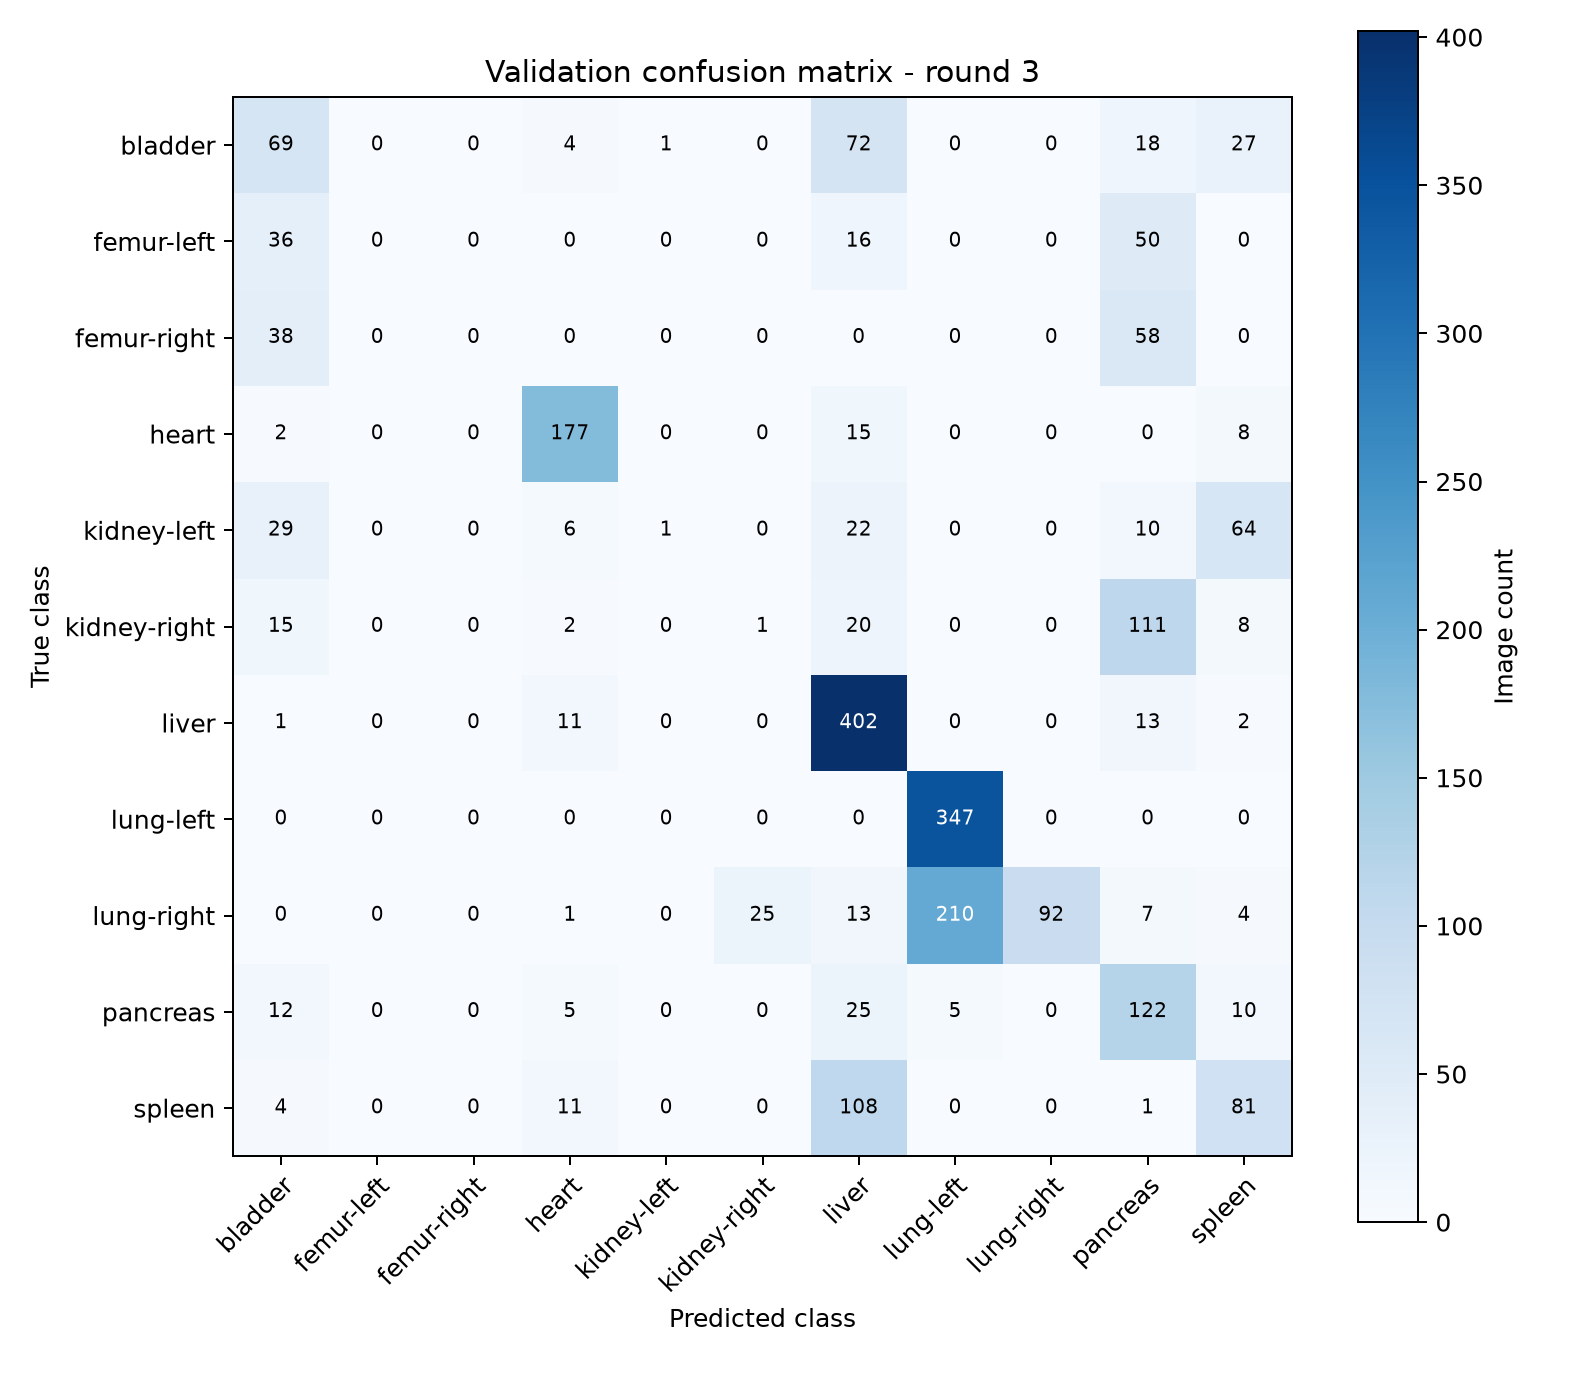 Validation confusion matrix - round 3
bladder 69 0 0 4 1 0 72 0 0 18 27
femur-left 36 0 0 0 0 0 16 0 0 50 0
femur-right 38 0 0 0 0 0 0 0 0 58 0
heart 2 0 0 177 0 0 15 0 0 0 8
kidney-left 29 0 0 6 1 0 22 0 0 10 64
kidney-right 15 0 0 2 0 1 20 0 0 111 8
liver 1 0 0 11 0 0 402 0 0 13 2
lung-left 0 0 0 0 0 0 0 347 0 0 0
lung-right 0 0 0 1 0 25 13 210 92 7 4
pancreas 12 0 0 5 0 0 25 5 0 122 10
spleen 4 0 0 11 0 0 108 0 0 1 81
bladder femur-left femur-right heart kidney-left kidney-right liver lung-left lung-right pancreas spleen
Predicted class
True class
400
350
300
250
200
150
100
50
0
Image count